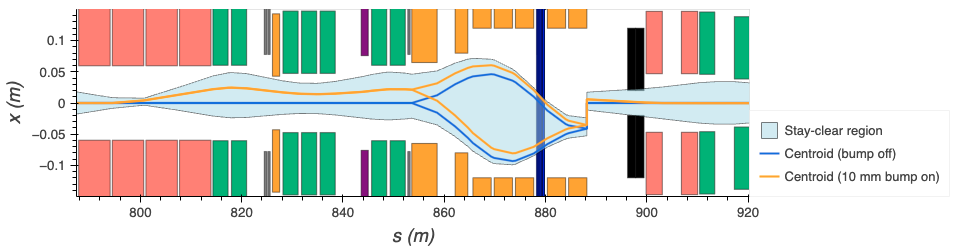 0.1
0.05
0
−0.05
−0.1
x (m)
800
820
840
860
880
900
920
s (m)
Stay-clear region
Centroid (bump off)
Centroid (10 mm bump on)